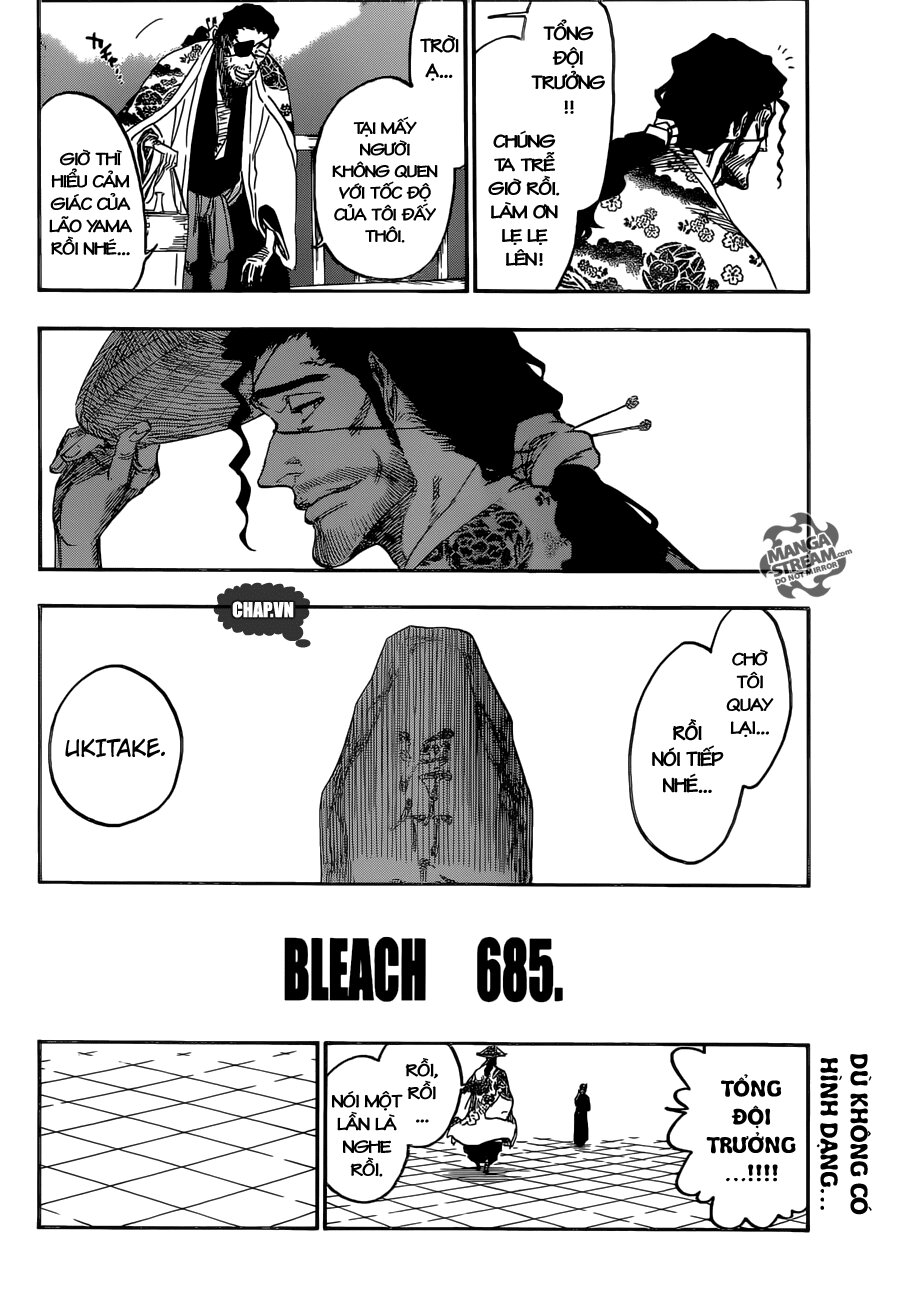 TỔNG
ĐỘI
TRƯỞNG
!!
CHÚNG
TA TRỄ
GIỜ RỒI.
LÀM ƠN
LẸ LẸ
LÊN!
TRỜI
Ạ...
TẠI MẤY
NGƯỜI
KHÔNG QUEN
VỚI TỐC ĐỘ
CỦA TÔI ĐẤY
THÔI.
GIỜ THÌ
HIỂU CẢM
GIÁC CỦA
LÃO YAMA
RỒI NHÉ...
MANGA
STREAM.com
DO NOT MIRROR
CHAP.VN
CHỜ
TÔI
QUAY
LẠI...
RỒI
NÓI TIẾP
NHÉ...
UKITAKE.
BLEACH 685.
DÙ KHÔNG CÓ
HÌNH DẠNG...
TỔNG
ĐỘI
TRƯỞNG
...!!!!
RỒI,
RỒI
...
NÓI MỘT
LẦN LÀ
NGHE
RỒI.